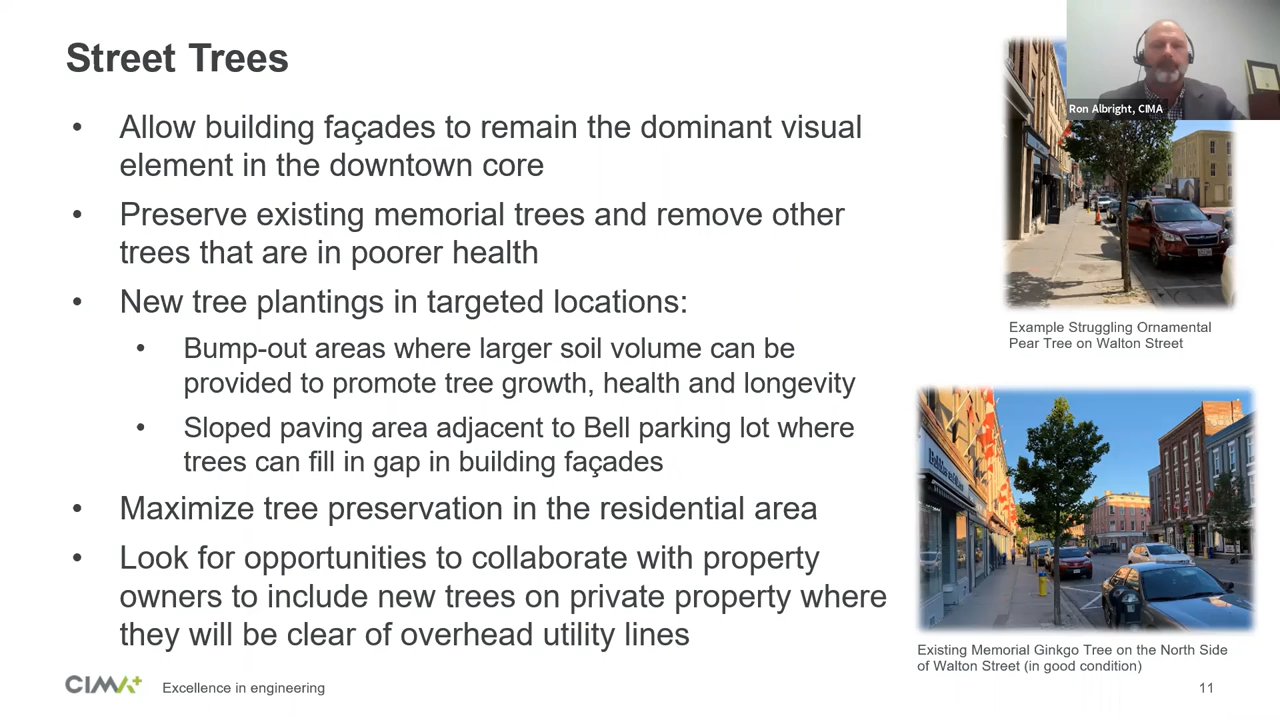 Street Trees
• Allow building façades to remain the dominant visual
element in the downtown core
• Preserve existing memorial trees and remove other
trees that are in poorer health
• New tree plantings in targeted locations:
• Bump-out areas where larger soil volume can be
provided to promote tree growth, health and longevity
• Sloped paving area adjacent to Bell parking lot where
trees can fill in gap in building façades
• Maximize tree preservation in the residential area
• Look for opportunities to collaborate with property
owners to include new trees on private property where
they will be clear of overhead utility lines
Ron Albright, CIMA
Example Struggling Ornamental
Pear Tree on Walton Street
Existing Memorial Ginkgo Tree on the North Side
of Walton Street (in good condition)
CIMA+ Excellence in engineering
11